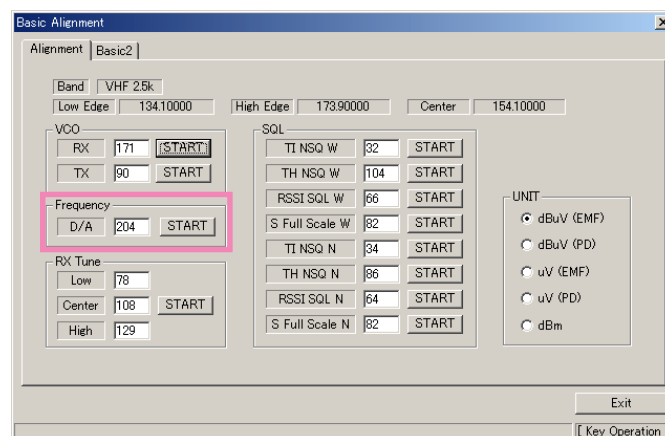 Basic Alignment
Alignment Basic2
Band VHF 2.5k
Low Edge 134.10000 High Edge 173.90000 Center 154.10000
VCO
RX 171 START
TX 90 START
Frequency
D/A 204 START
RX Tune
Low 78
Center 108 START
High 129
SQL
TI NSQ W 32 START
TH NSQ W 104 START
RSSI SQL W 66 START
S Full Scale W 82 START
TI NSQ N 34 START
TH NSQ N 86 START
RSSI SQL N 64 START
S Full Scale N 82 START
UNIT
dBuV (EMF)
dBuV (PD)
uV (EMF)
uV (PD)
dBm
Exit
[ Key Operation